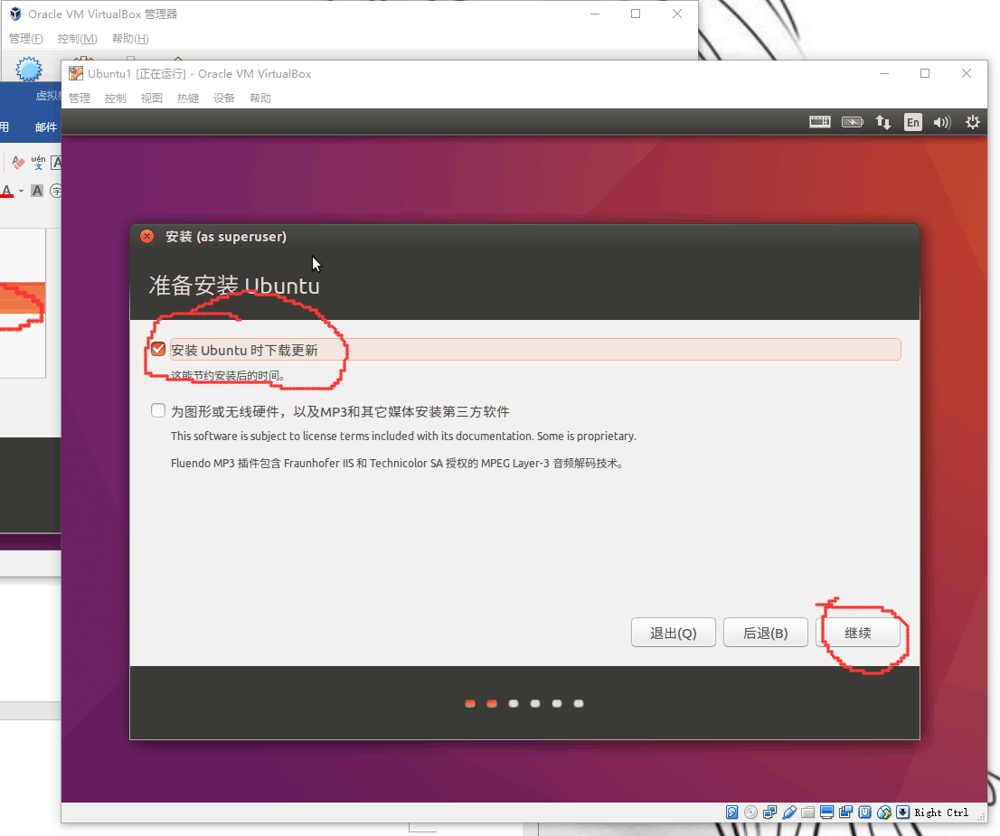 Oracle VM VirtualBox 管理器
管理(F) 控制(M) 帮助(H)
Ubuntu1 [正在运行] - Oracle VM VirtualBox
管理 控制 视图 热键 设备 帮助
虚拟
用 邮件
En
wén
文
A
A A 字
安装 (as superuser)
准备安装 Ubuntu
安装 Ubuntu 时下载更新
这能节约安装后的时间。
为图形或无线硬件，以及MP3和其它媒体安装第三方软件
This software is subject to license terms included with its documentation. Some is proprietary.
Fluendo MP3 插件包含 Fraunhofer IIS 和 Technicolor SA 授权的 MPEG Layer-3 音频解码技术。
退出(Q) 后退(B) 继续
Right Ctrl